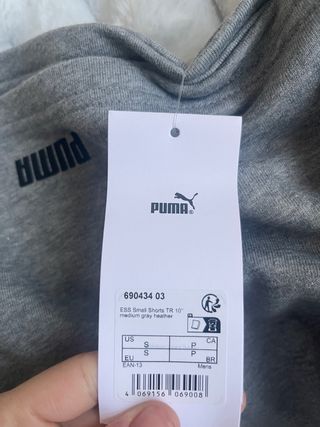 PUMA
PUMA®
690434 03
ESS Small Shorts TR 10"
medium gray heather
US S P CA
EU S P BR
EAN-13 Mens
4 069156 069008